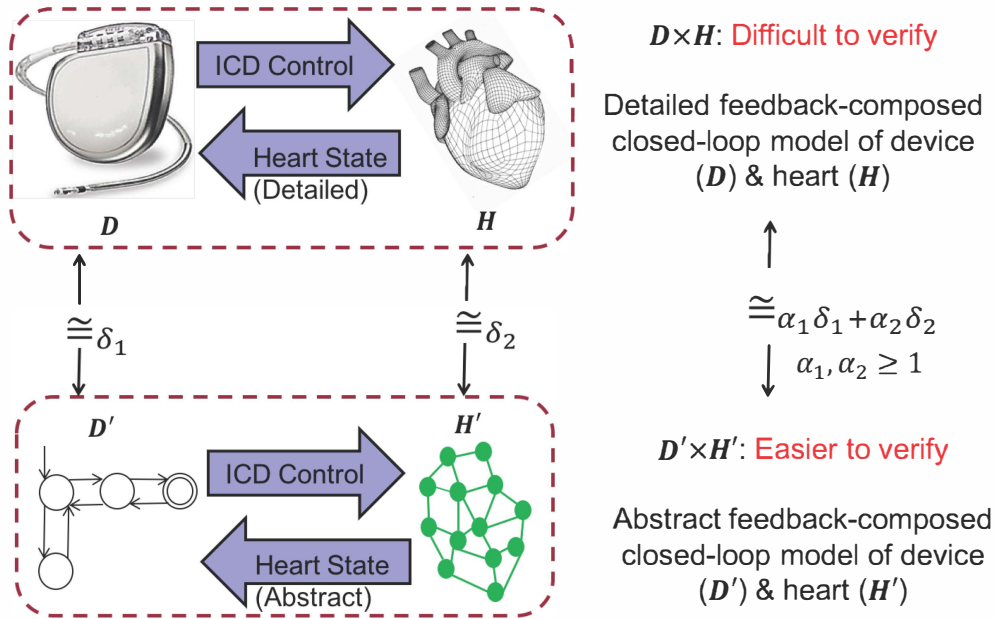 ICD Control
Heart State
(Detailed)
D
H
D×H: Difficult to verify
Detailed feedback-composed
closed-loop model of device
(D) & heart (H)
≅δ₁
≅δ₂
≅α₁δ₁+α₂δ₂
α₁, α₂ ≥ 1
D′
H′
ICD Control
Heart State
(Abstract)
D′×H′: Easier to verify
Abstract feedback-composed
closed-loop model of device
(D′) & heart (H′)